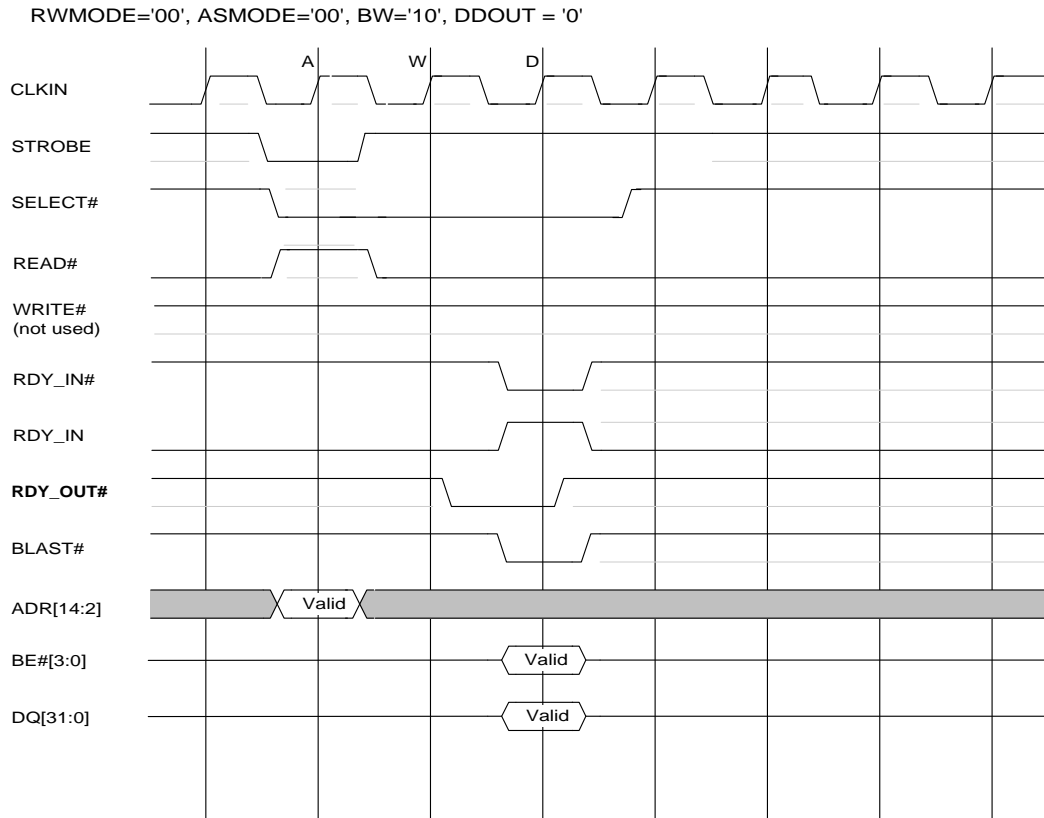 RWMODE='00', ASMODE='00', BW='10', DDOUT = '0'
A W D
CLKIN
STROBE
SELECT#
READ#
WRITE#
(not used)
RDY_IN#
RDY_IN
RDY_OUT#
BLAST#
ADR[14:2] Valid
BE#[3:0] Valid
DQ[31:0] Valid